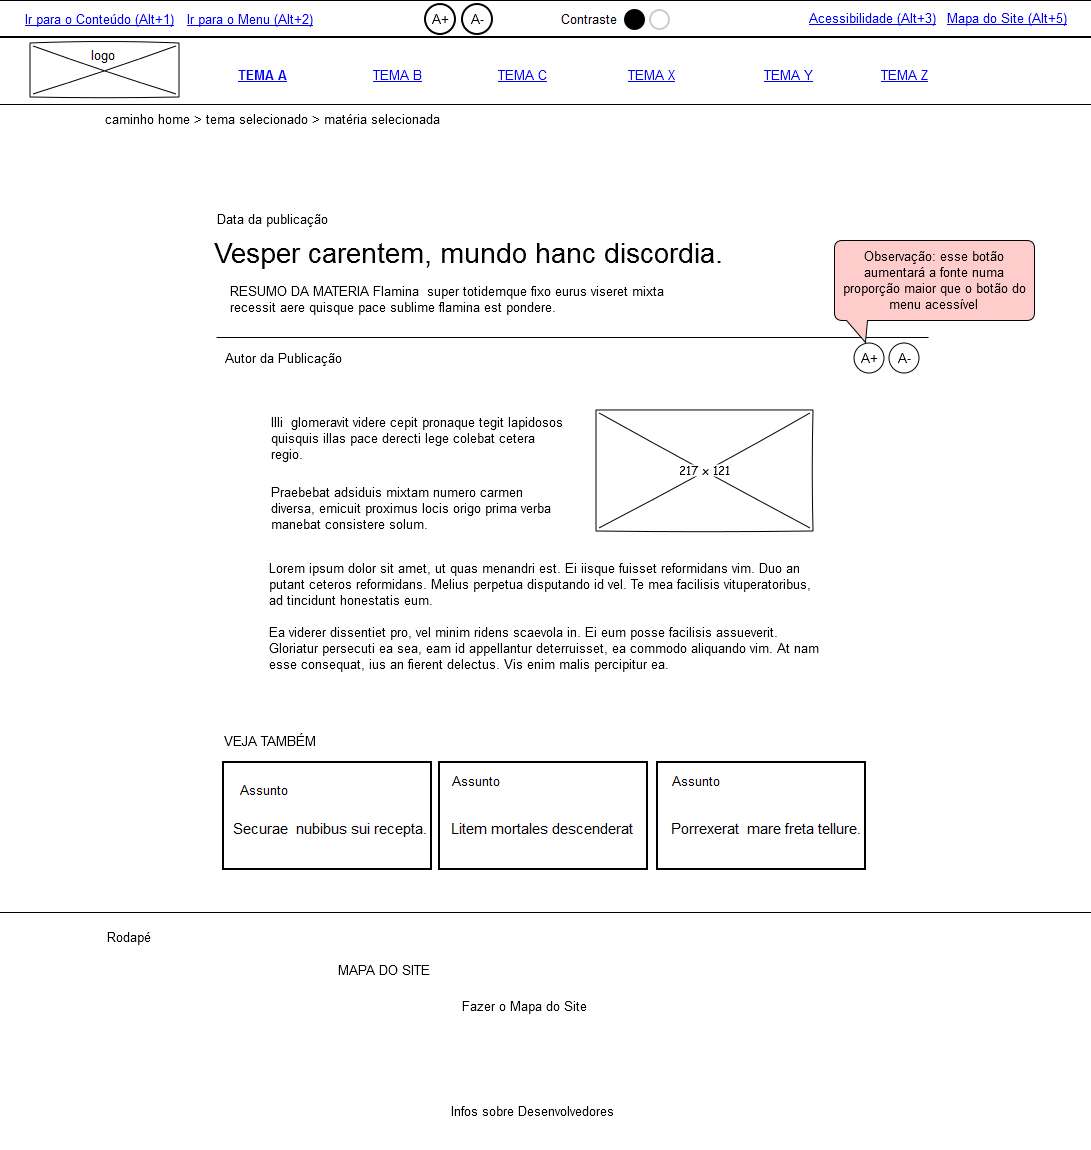 Ir para o Conteúdo (Alt+1) Ir para o Menu (Alt+2) A+ A- Contraste Acessibilidade (Alt+3) Mapa do Site (Alt+5)
logo
TEMA A TEMA B TEMA C TEMA X TEMA Y TEMA Z
caminho home > tema selecionado > matéria selecionada
Data da publicação
Vesper carentem, mundo hanc discordia.
RESUMO DA MATERIA Flamina super totidemque fixo eurus viseret mixta
recessit aere quisque pace sublime flamina est pondere.
Observação: esse botão
aumentará a fonte numa
proporção maior que o botão do
menu acessível
Autor da Publicação
A+ A-
Illi glomeravit videre cepit pronaque tegit lapidosos
quisquis illas pace derecti lege colebat cetera
regio.
Praebebat adsiduis mixtam numero carmen
diversa, emicuit proximus locis origo prima verba
manebat consistere solum.
217 x 121
Lorem ipsum dolor sit amet, ut quas menandri est. Ei iisque fuisset reformidans vim. Duo an
putant ceteros reformidans. Melius perpetua disputando id vel. Te mea facilisis vituperatoribus,
ad tincidunt honestatis eum.
Ea viderer dissentiet pro, vel minim ridens scaevola in. Ei eum posse facilisis assueverit.
Gloriatur persecuti ea sea, eam id appellantur deterruisset, ea commodo aliquando vim. At nam
esse consequat, ius an fierent delectus. Vis enim malis percipitur ea.
VEJA TAMBÉM
Assunto
Securae nubibus sui recepta.
Assunto
Litem mortales descenderat
Assunto
Porrexerat mare freta tellure.
Rodapé
MAPA DO SITE
Fazer o Mapa do Site
Infos sobre Desenvolvedores